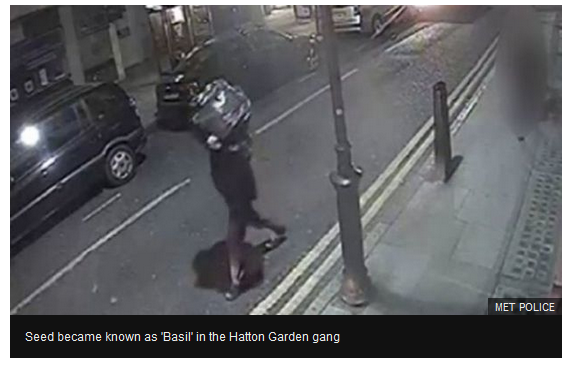 MET POLICE
Seed became known as 'Basil' in the Hatton Garden gang